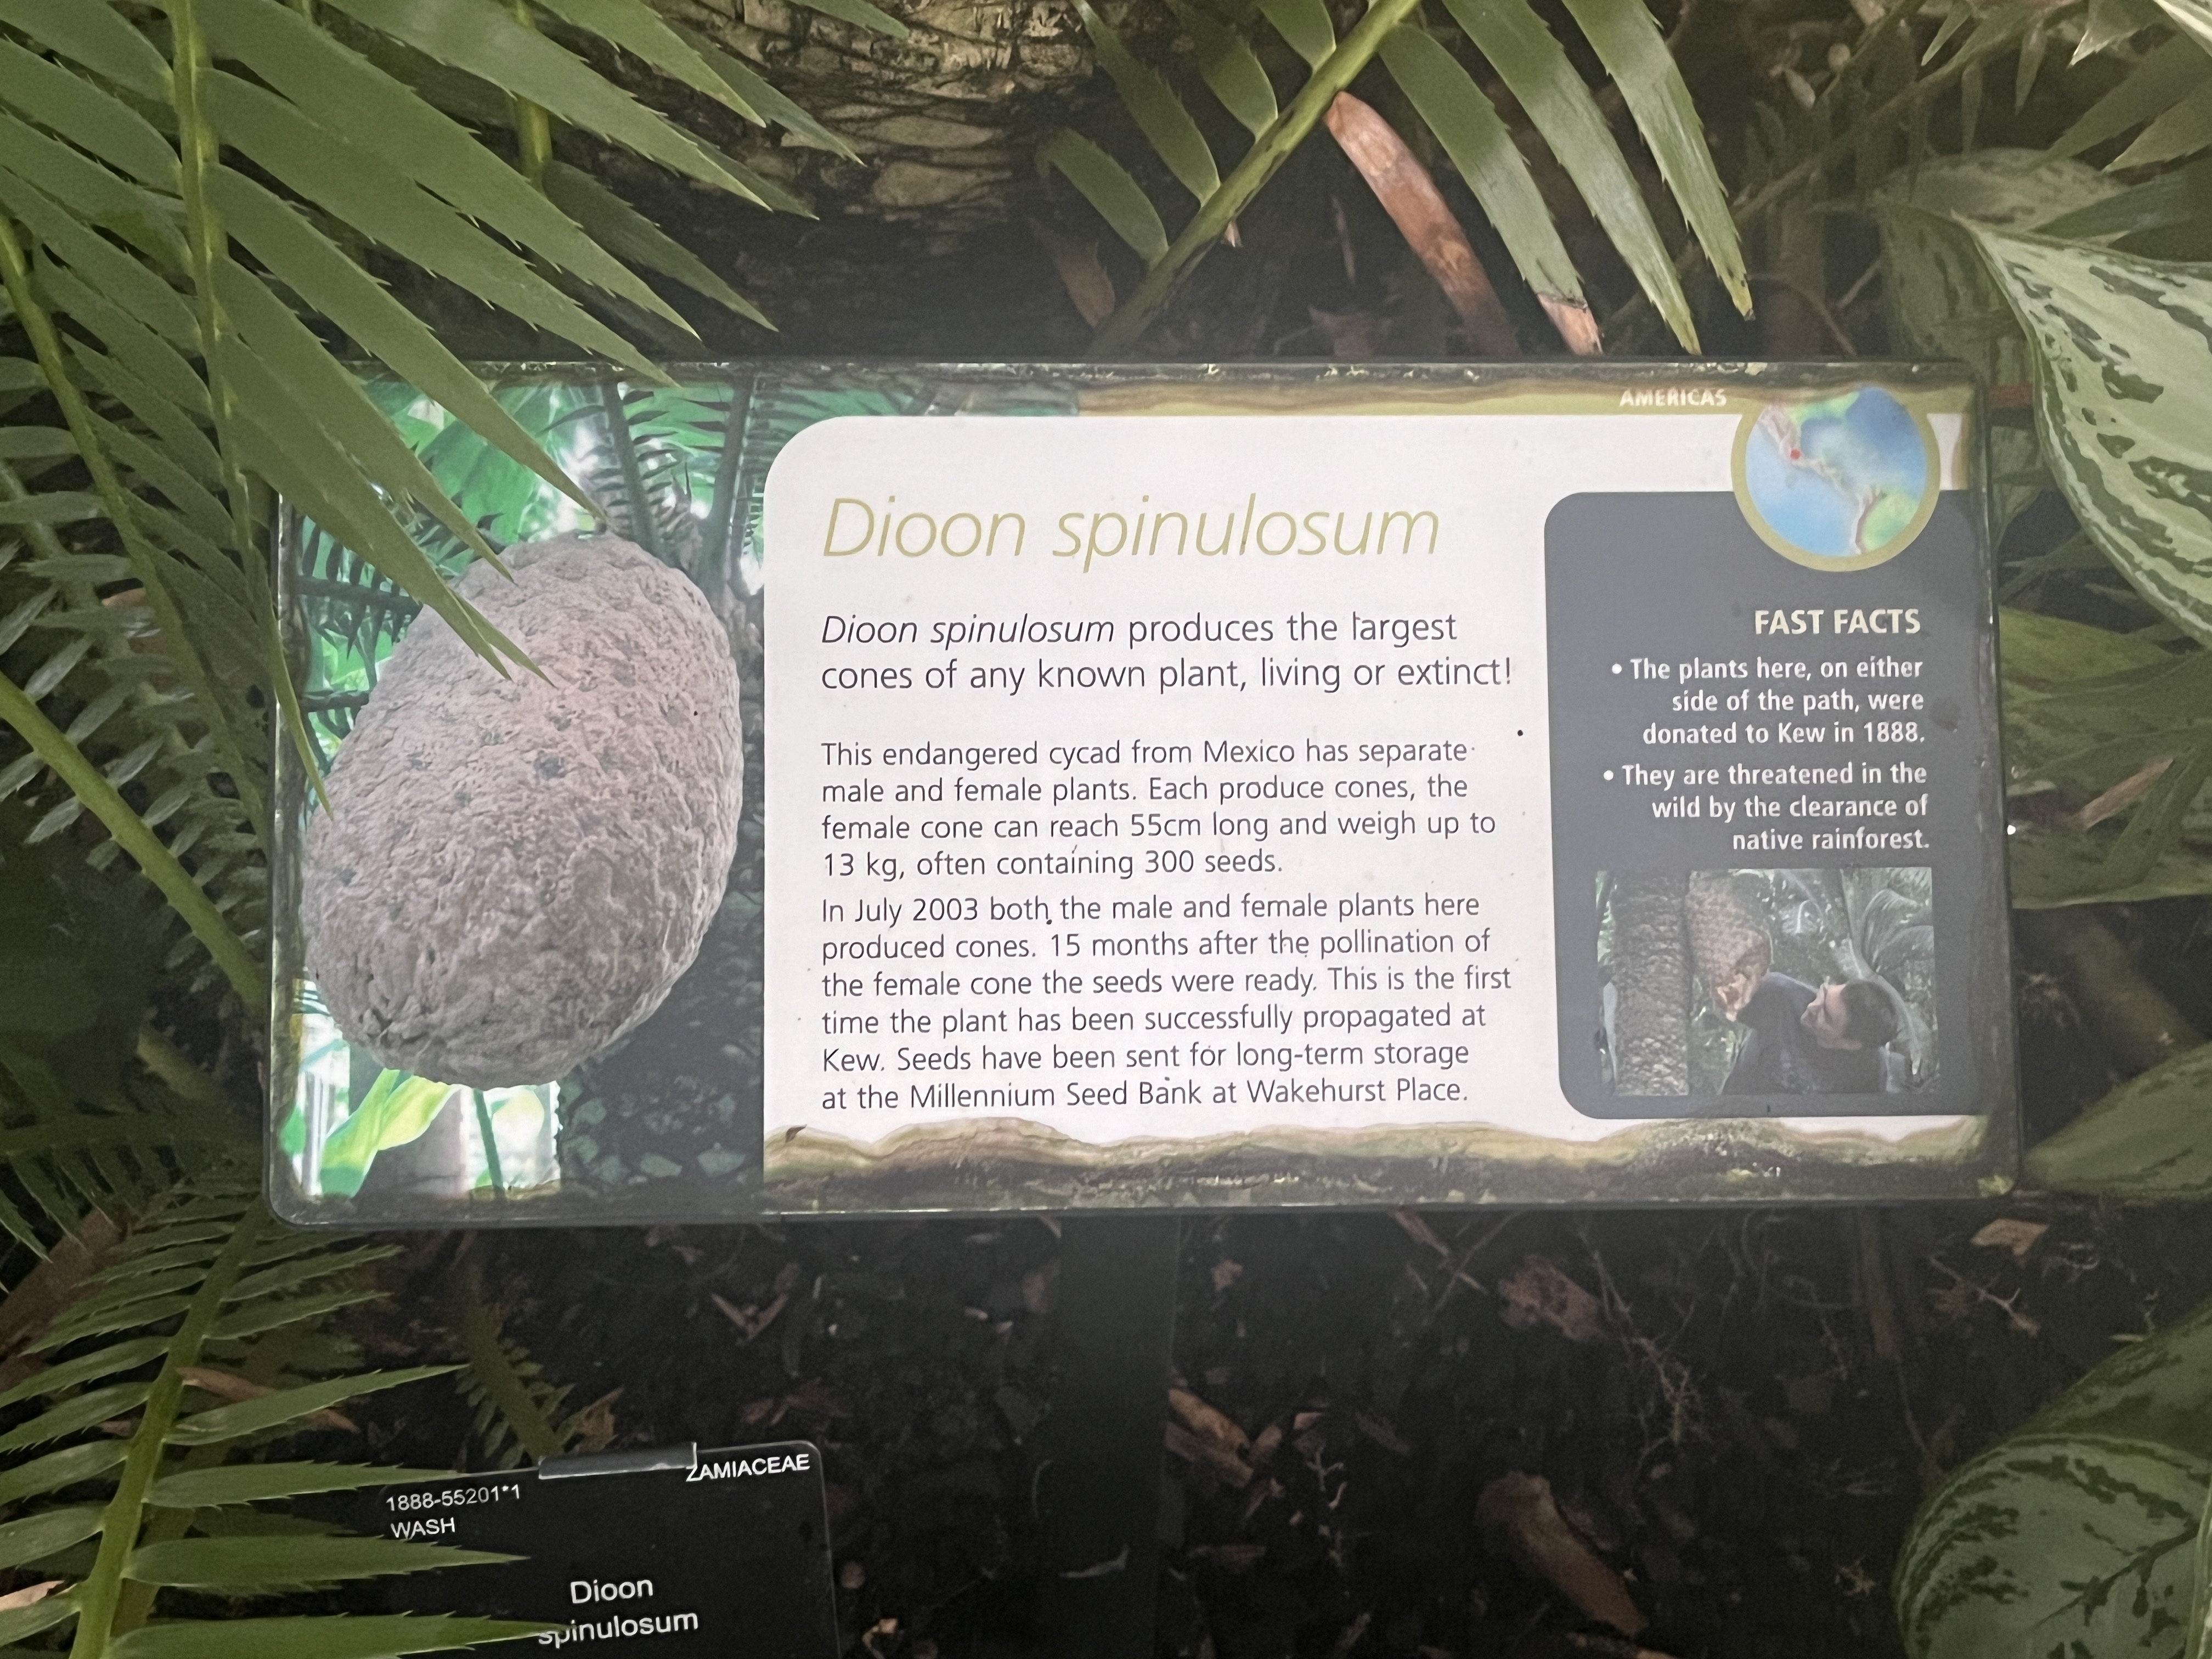 AMERICAS
Dioon spinulosum
Dioon spinulosum produces the largest
cones of any known plant, living or extinct!
This endangered cycad from Mexico has separate
male and female plants. Each produce cones, the
female cone can reach 55cm long and weigh up to
13 kg, often containing 300 seeds.
In July 2003 both the male and female plants here
produced cones. 15 months after the pollination of
the female cone the seeds were ready. This is the first
time the plant has been successfully propagated at
Kew. Seeds have been sent for long-term storage
at the Millennium Seed Bank at Wakehurst Place.
FAST FACTS
• The plants here, on either
side of the path, were
donated to Kew in 1888.
• They are threatened in the
wild by the clearance of
native rainforest.
1888-55201*1
WASH
ZAMIACEAE
Dioon
spinulosum